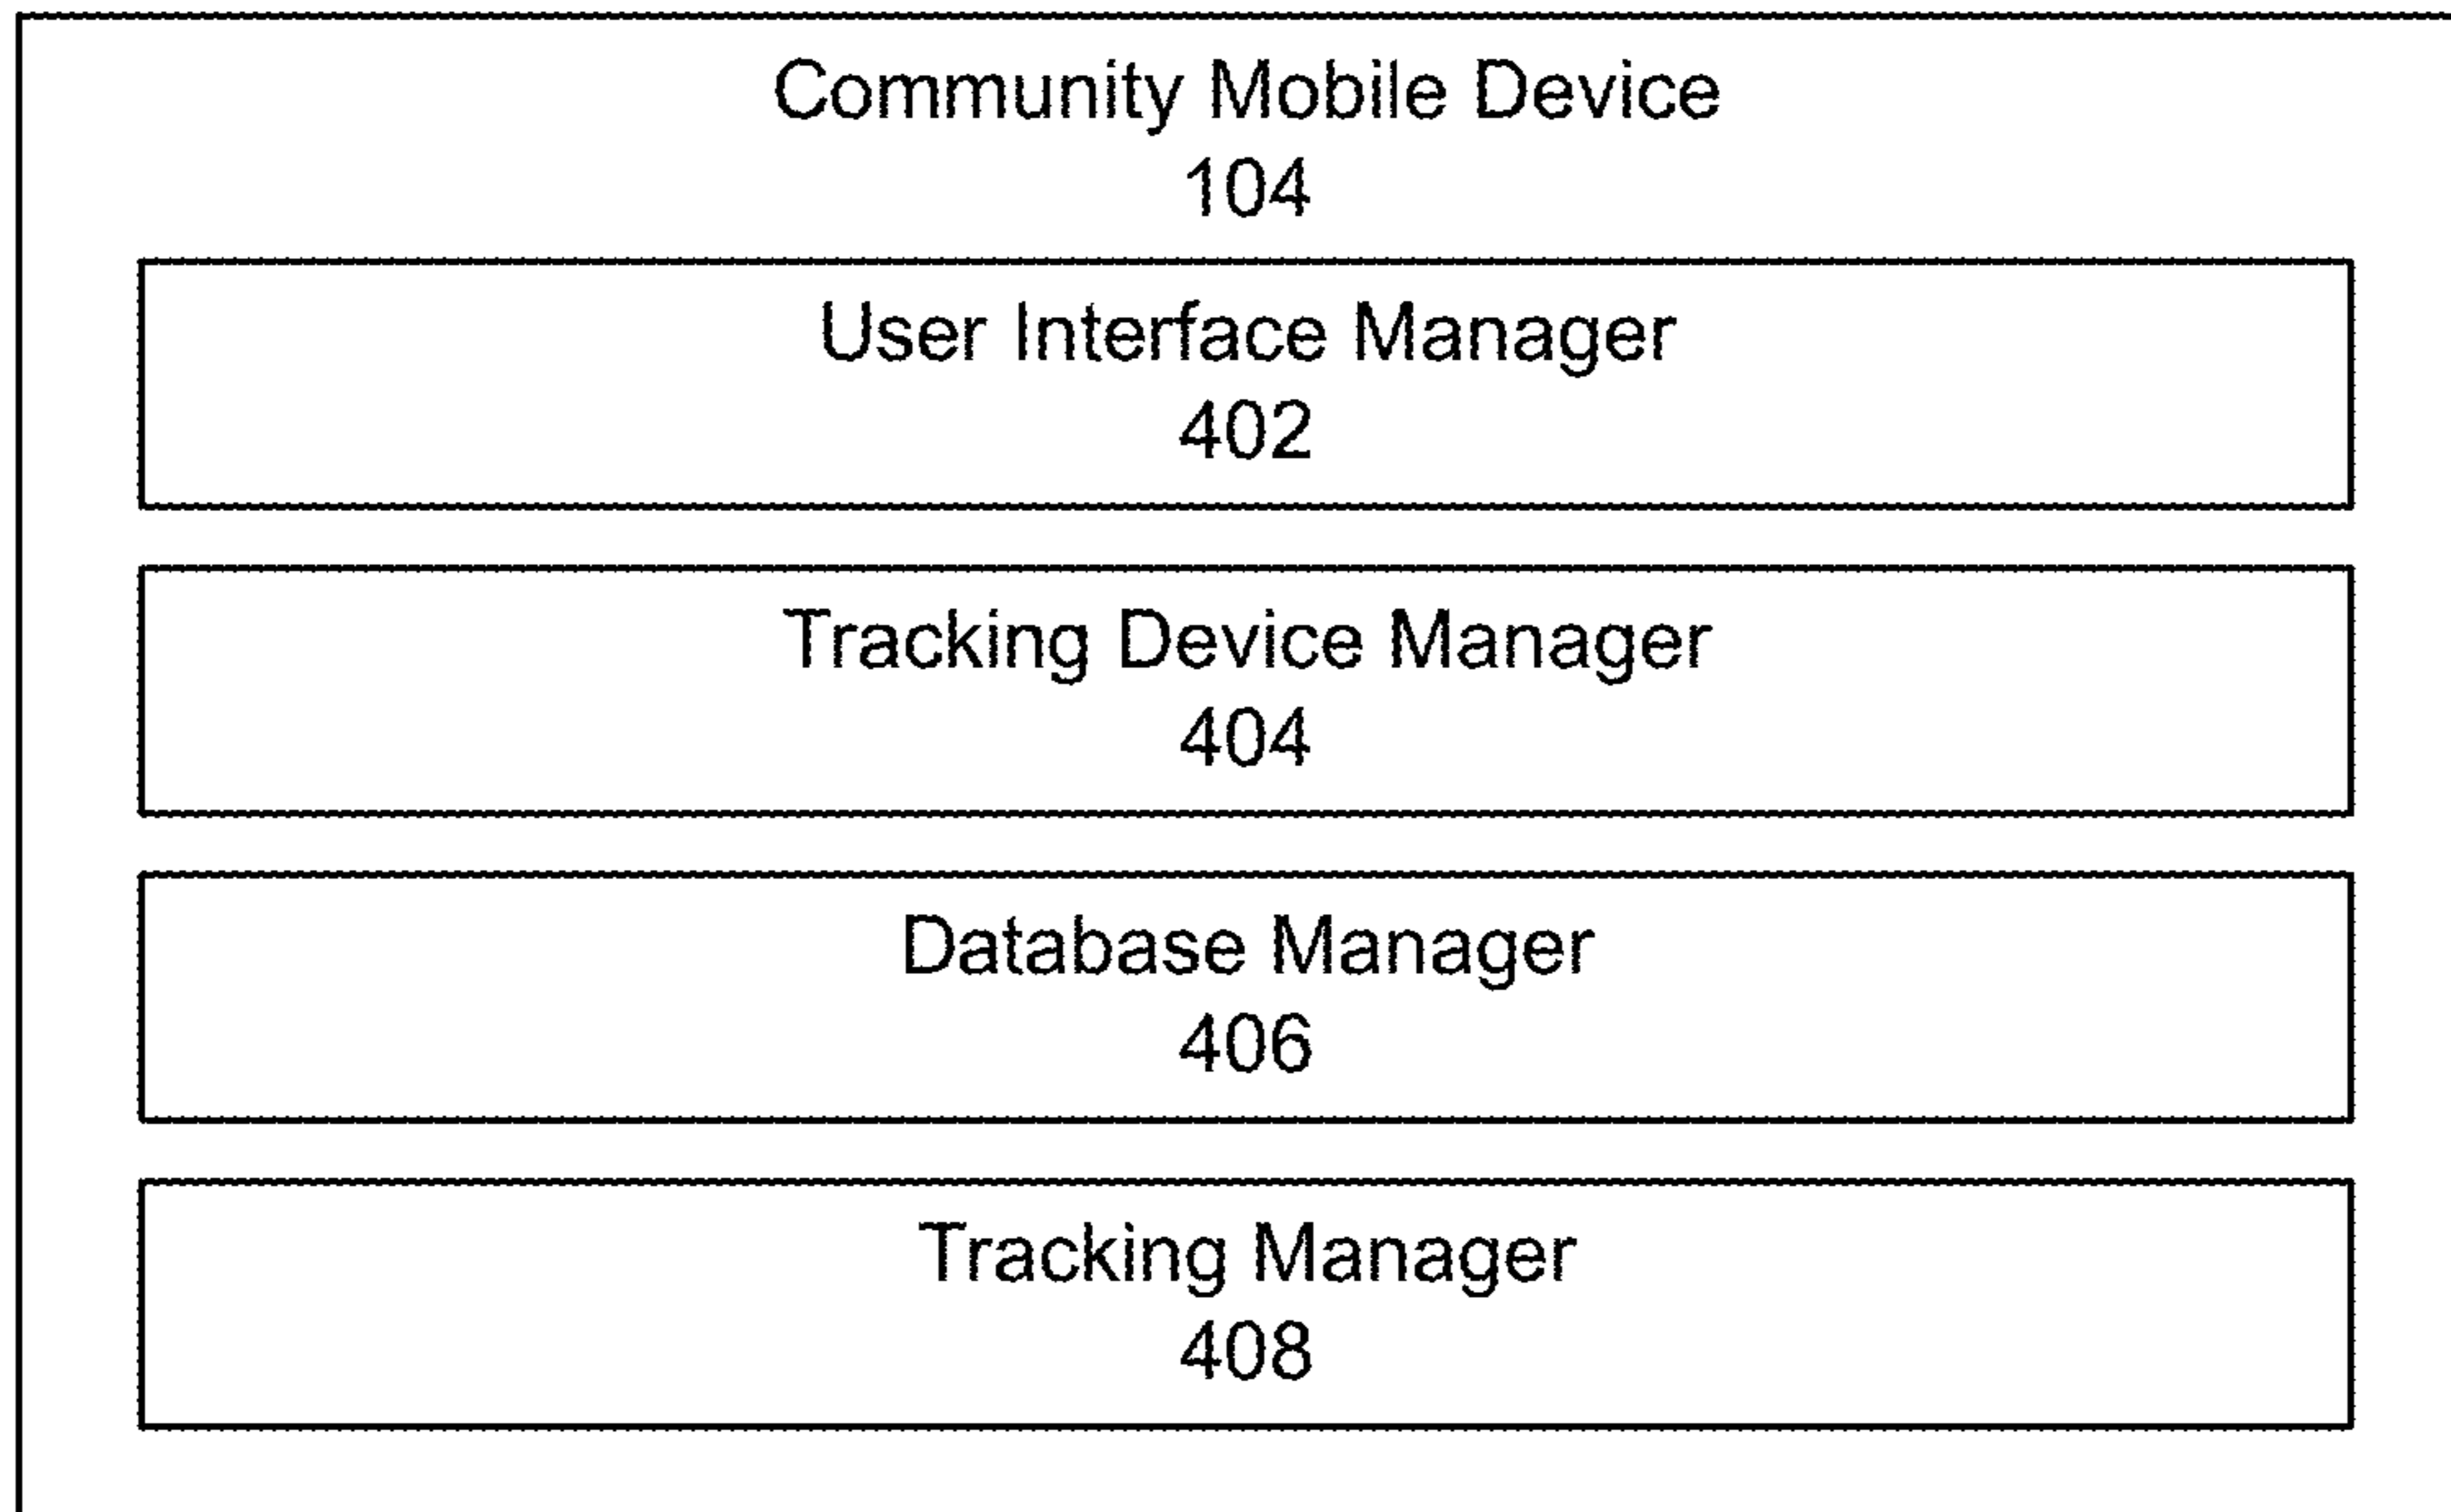 Community Mobile Device
104
User Interface Manager
402
Tracking Device Manager
404
Database Manager
406
Tracking Manager
408